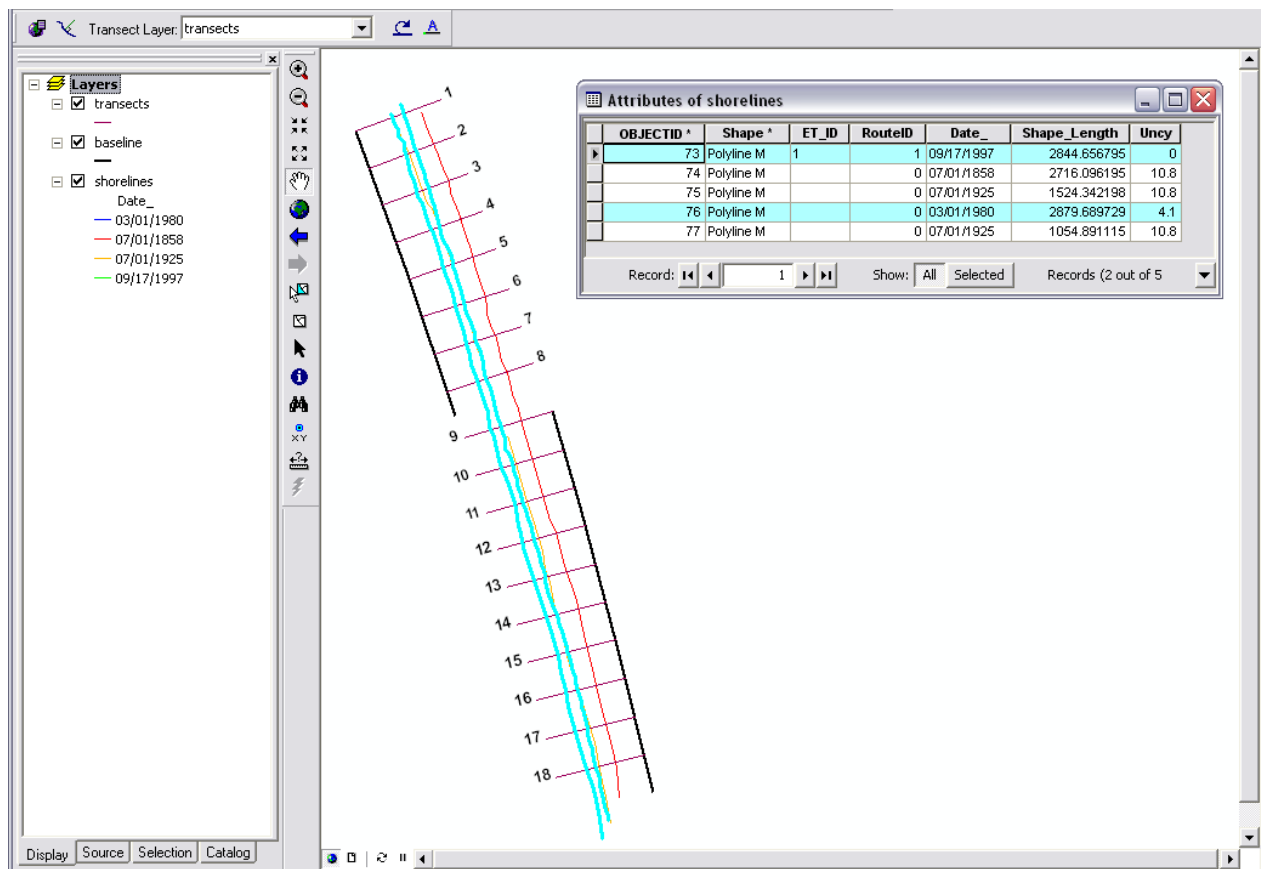 Transect Layer: transects A
Layers
transects
baseline
shorelines
Date_
03/01/1980
07/01/1858
07/01/1925
09/17/1997
Display Source Selection Catalog
XY
Attributes of shorelines
OBJECTID * Shape * ET_ID RouteID Date_ Shape_Length Uncy
73 Polyline M 1 1 09/17/1997 2844.656795 0
74 Polyline M 0 07/01/1858 2716.096195 10.8
75 Polyline M 0 07/01/1925 1524.342198 10.8
76 Polyline M 0 03/01/1980 2879.689729 4.1
77 Polyline M 0 07/01/1925 1054.891115 10.8
Record: 1 Show: All Selected Records (2 out of 5
1
2
3
4
5
6
7
8
9
10
11
12
13
14
15
16
17
18